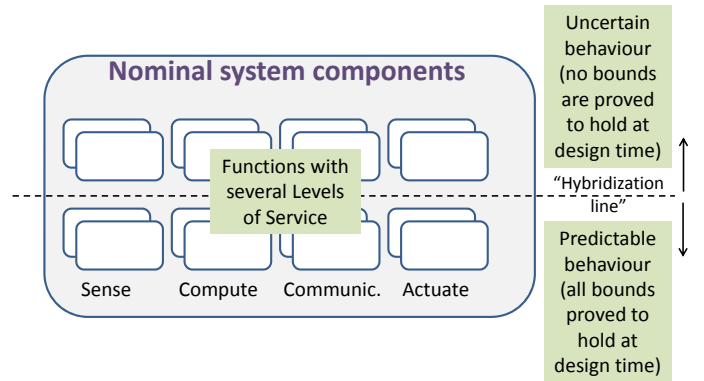 Nominal system components
Functions with
several Levels
of Service
Sense
Compute
Communic.
Actuate
Uncertain
behaviour
(no bounds
are proved
to hold at
design time)
“Hybridization
line”
Predictable
behaviour
(all bounds
proved to
hold at
design time)